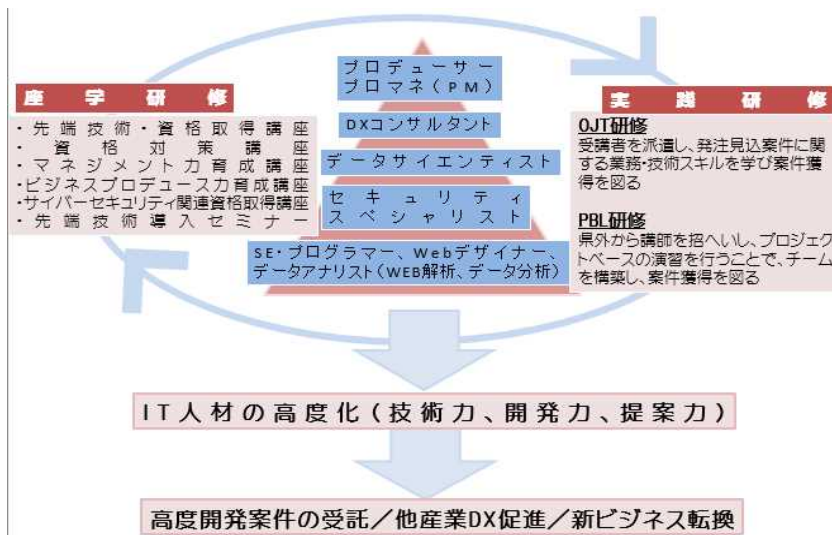 プロデューサー
プロマネ(PM)
DXコンサルタント
データサイエンティスト
セキュリティ
スペシャリスト
SE・プログラマー、Webデザイナー、
データアナリスト(WEB解析、データ分析)
座学研修
・先端技術・資格取得講座
・資格対策講座
・マネジメント力育成講座
・ビジネスプロデュース力育成講座
・サイバーセキュリティ関連資格取得講座
・先端技術導入セミナー
実践研修
OJT研修
受講者を派遣し、発注見込案件に関
する業務・技術スキルを学び案件獲
得を図る
PBL研修
県外から講師を招へいし、プロジェク
トベースの演習を行うことで、チーム
を構築し、案件獲得を図る
IT人材の高度化(技術力、開発力、提案力)
高度開発案件の受託/他産業DX促進/新ビジネス転換